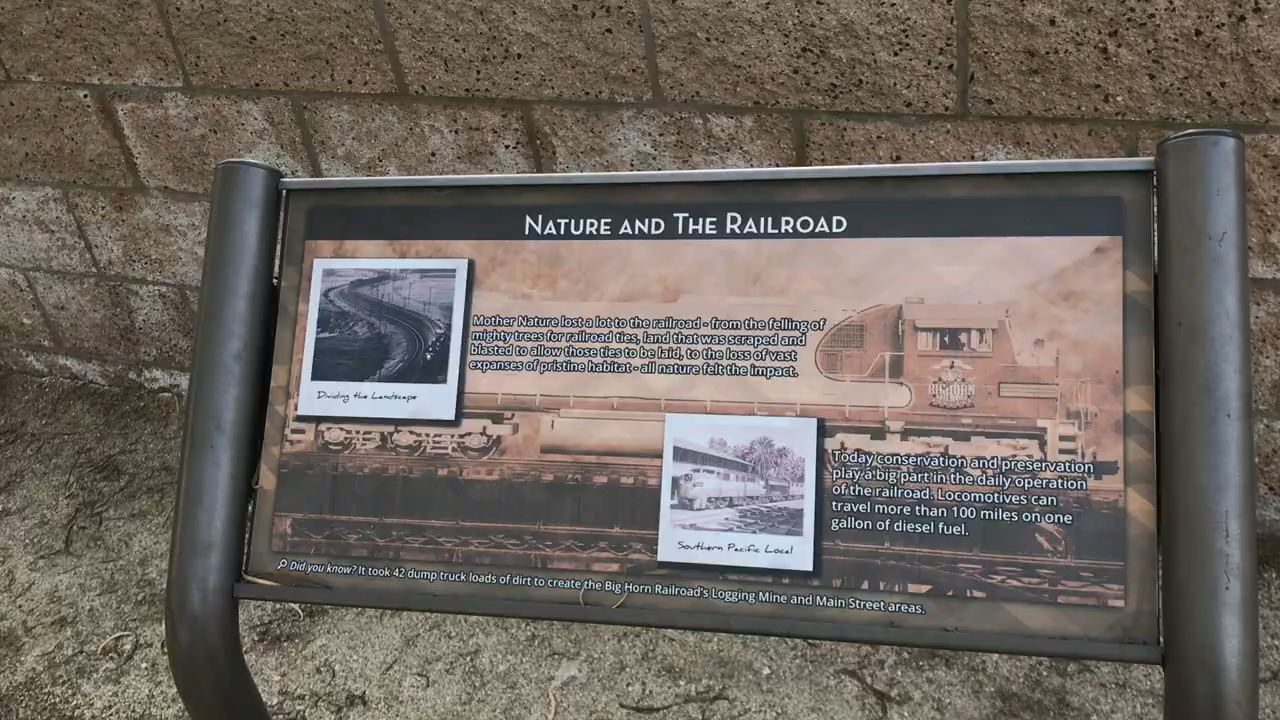 NATURE AND THE RAILROAD
Mother Nature lost a lot to the railroad - from the felling of
mighty trees for railroad ties, land that was scraped and
blasted to allow those ties to be laid, to the loss of vast
expanses of pristine habitat - all nature felt the impact.
Dividing the Landscape
BIG HORN
RAILROAD
Today conservation and preservation
play a big part in the daily operation
of the railroad. Locomotives can
travel more than 100 miles on one
gallon of diesel fuel.
Southern Pacific Local
Did you know? It took 42 dump truck loads of dirt to create the Big Horn Railroad's Logging Mine and Main Street areas.